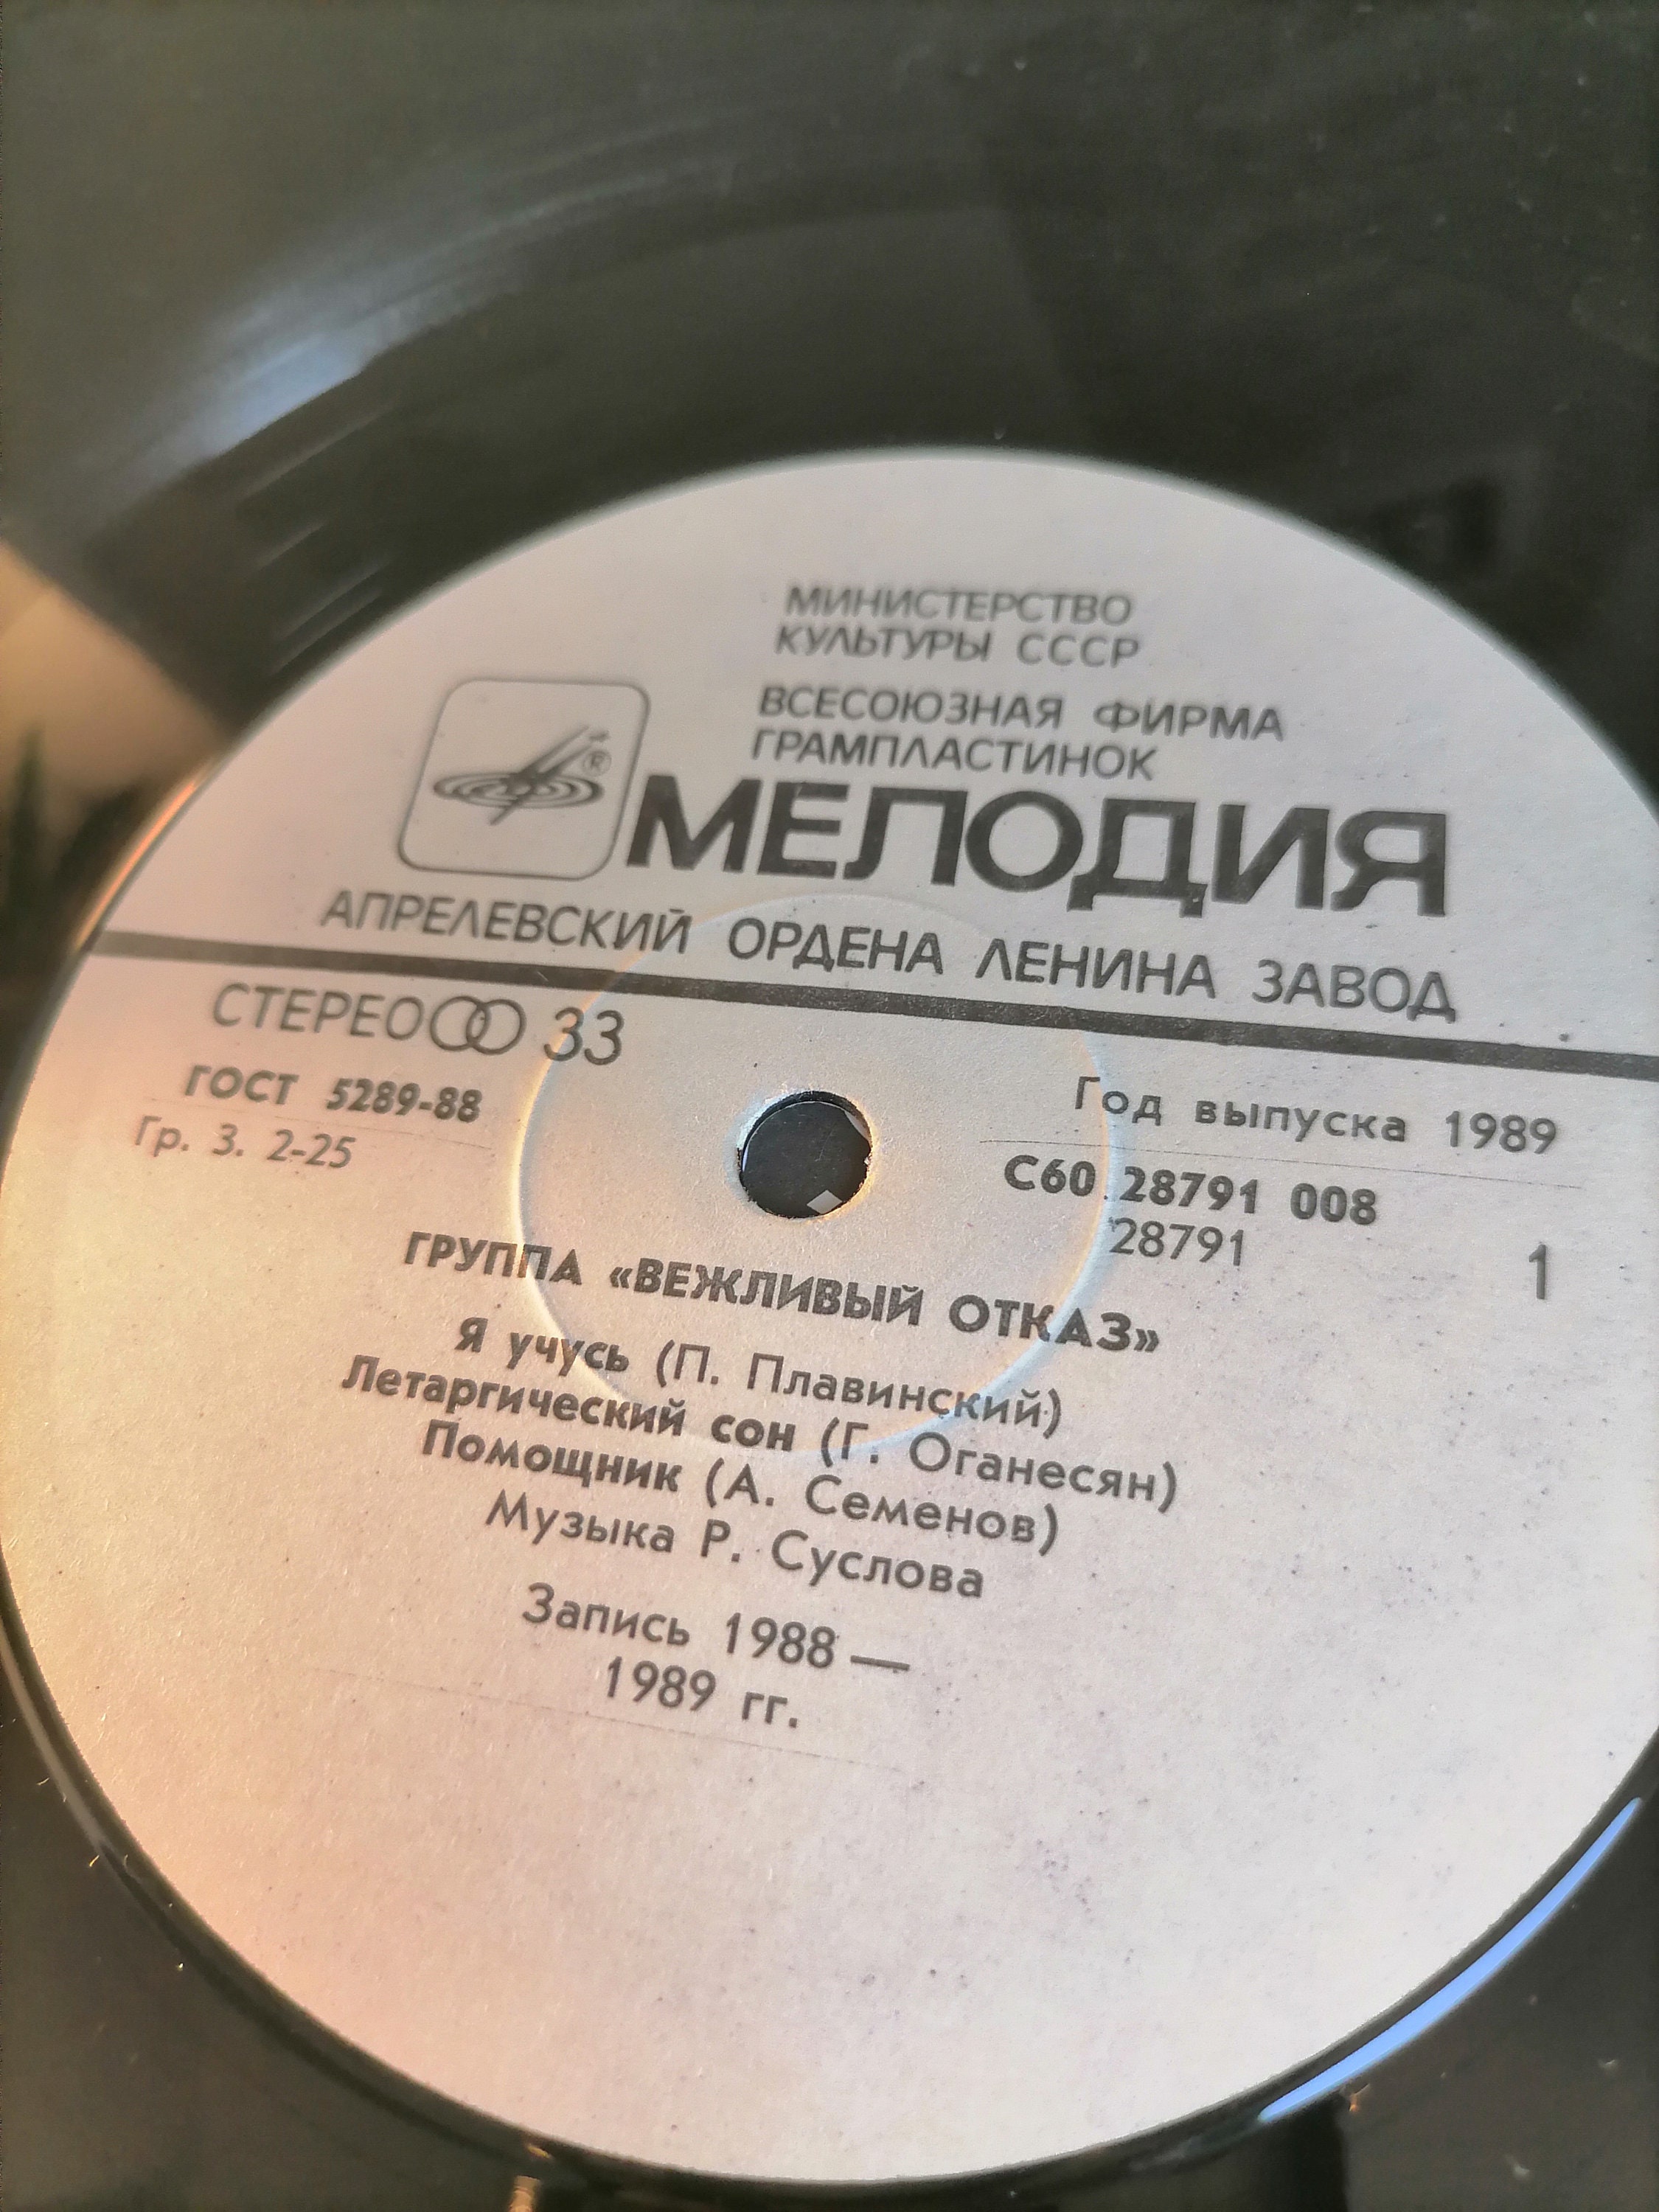 МИНИСТЕРСТВО
КУЛЬТУРЫ СССР
ВСЕСОЮЗНАЯ ФИРМА
ГРАМПЛАСТИНОК
®
МЕЛОДИЯ
АПРЕЛЕВСКИЙ ОРДЕНА ЛЕНИНА ЗАВОД
СТЕРЕО 33
ГОСТ 5289-88
Гр. 3. 2-25
Год выпуска 1989
С60 28791 008
28791
1
ГРУППА «ВЕЖЛИВЫЙ ОТКАЗ»
Я учусь (П. Плавинский)
Летаргический сон (Г. Оганесян)
Помощник (А. Семенов)
Музыка Р. Суслова
Запись 1988—
1989 гг.